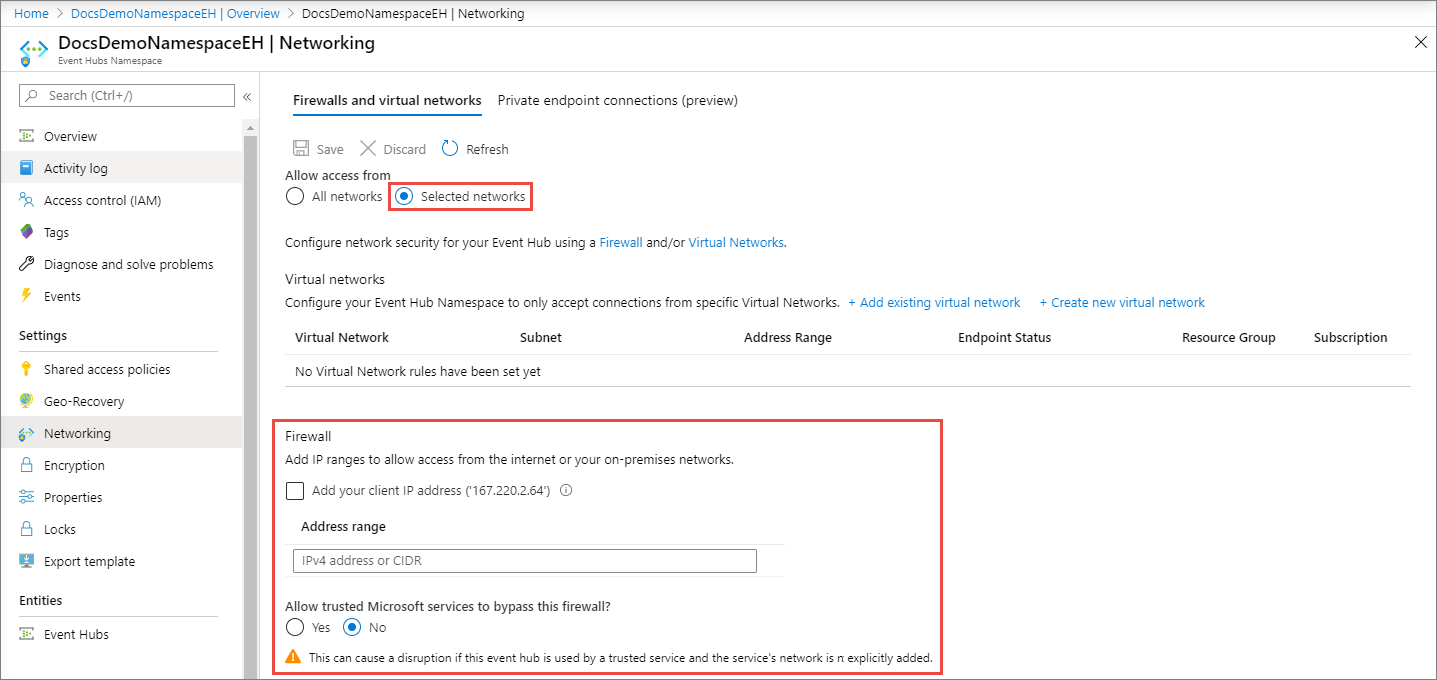 Home > DocsDemoNamespaceEH | Overview > DocsDemoNamespaceEH | Networking
DocsDemoNamespaceEH | Networking
Event Hubs Namespace
Search (Ctrl+/)
Overview
Activity log
Access control (IAM)
Tags
Diagnose and solve problems
Events
Settings
Shared access policies
Geo-Recovery
Networking
Encryption
Properties
Locks
Export template
Entities
Event Hubs
Firewalls and virtual networks Private endpoint connections (preview)
Save Discard Refresh
Allow access from
All networks Selected networks
Configure network security for your Event Hub using a Firewall and/or Virtual Networks.
Virtual networks
Configure your Event Hub Namespace to only accept connections from specific Virtual Networks. + Add existing virtual network + Create new virtual network
Virtual Network Subnet Address Range Endpoint Status Resource Group Subscription
No Virtual Network rules have been set yet
Firewall
Add IP ranges to allow access from the internet or your on-premises networks.
Add your client IP address ('167.220.2.64')
Address range
IPv4 address or CIDR
Allow trusted Microsoft services to bypass this firewall?
Yes No
This can cause a disruption if this event hub is used by a trusted service and the service's network is explicitly added.